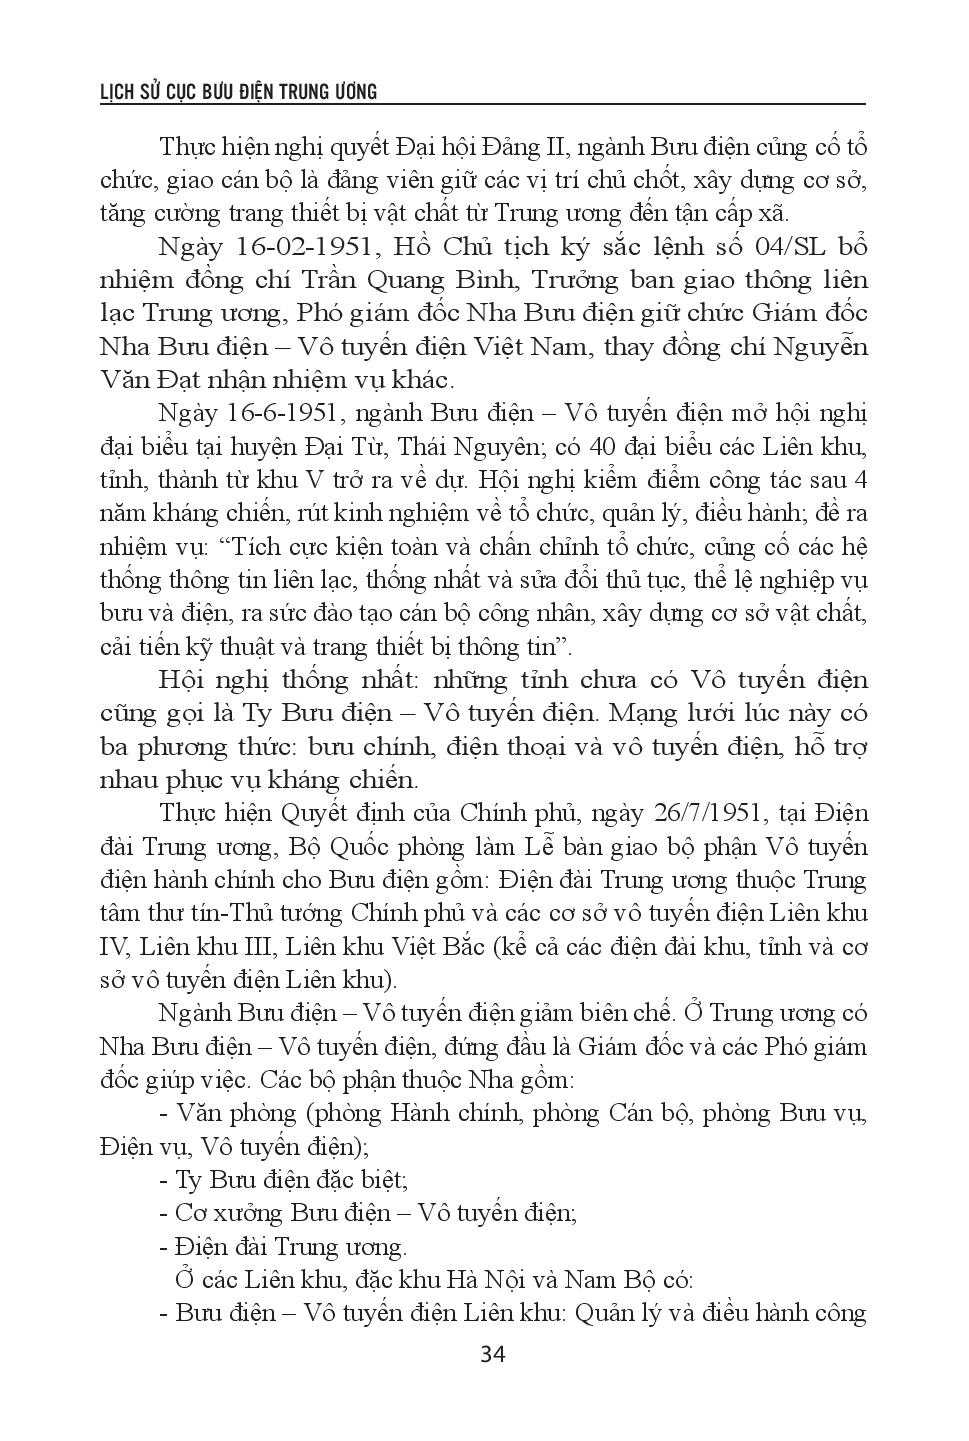 LỊCH SỬ CỤC BƯU ĐIỆN TRUNG ƯƠNG
Thực hiện nghị quyết Đại hội Đảng II, ngành Bưu điện củng cố tổ
chức, giao cán bộ là đảng viên giữ các vị trí chủ chốt, xây dựng cơ sở,
tăng cường trang thiết bị vật chất từ Trung ương đến tận cấp xã.
Ngày 16-02-1951, Hồ Chủ tịch ký sắc lệnh số 04/SL bổ
nhiệm đồng chí Trần Quang Bình, Trưởng ban giao thông liên
lạc Trung ương, Phó giám đốc Nha Bưu điện giữ chức Giám đốc
Nha Bưu điện – Vô tuyến điện Việt Nam, thay đồng chí Nguyễn
Văn Đạt nhận nhiệm vụ khác.
Ngày 16-6-1951, ngành Bưu điện – Vô tuyến điện mở hội nghị
đại biểu tại huyện Đại Từ, Thái Nguyên; có 40 đại biểu các Liên khu,
tỉnh, thành từ khu V trở ra về dự. Hội nghị kiểm điểm công tác sau 4
năm kháng chiến, rút kinh nghiệm về tổ chức, quản lý, điều hành; đề ra
nhiệm vụ: “Tích cực kiện toàn và chấn chỉnh tổ chức, củng cố các hệ
thống thông tin liên lạc, thống nhất và sửa đổi thủ tục, thể lệ nghiệp vụ
bưu và điện, ra sức đào tạo cán bộ công nhân, xây dựng cơ sở vật chất,
cải tiến kỹ thuật và trang thiết bị thông tin”.
Hội nghị thống nhất: những tỉnh chưa có Vô tuyến điện
cũng gọi là Ty Bưu điện – Vô tuyến điện. Mạng lưới lúc này có
ba phương thức: bưu chính, điện thoại và vô tuyến điện, hỗ trợ
nhau phục vụ kháng chiến.
Thực hiện Quyết định của Chính phủ, ngày 26/7/1951, tại Điện
đài Trung ương, Bộ Quốc phòng làm Lễ bàn giao bộ phận Vô tuyến
điện hành chính cho Bưu điện gồm: Điện đài Trung ương thuộc Trung
tâm thư tín-Thủ tướng Chính phủ và các cơ sở vô tuyến điện Liên khu
IV, Liên khu III, Liên khu Việt Bắc (kể cả các điện đài khu, tỉnh và cơ
sở vô tuyến điện Liên khu).
Ngành Bưu điện – Vô tuyến điện giảm biên chế. Ở Trung ương có
Nha Bưu điện – Vô tuyến điện, đứng đầu là Giám đốc và các Phó giám
đốc giúp việc. Các bộ phận thuộc Nha gồm:
- Văn phòng (phòng Hành chính, phòng Cán bộ, phòng Bưu vụ,
Điện vụ, Vô tuyến điện);
- Ty Bưu điện đặc biệt;
- Cơ xưởng Bưu điện – Vô tuyến điện;
- Điện đài Trung ương.
Ở các Liên khu, đặc khu Hà Nội và Nam Bộ có:
- Bưu điện – Vô tuyến điện Liên khu: Quản lý và điều hành công
34